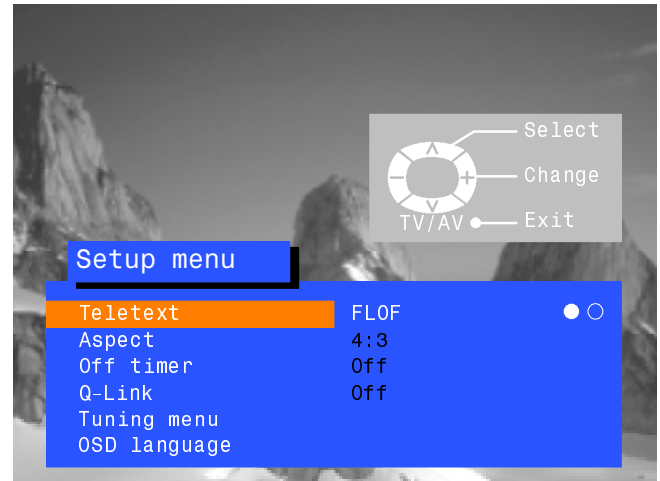 Select
Change
TV/AV Exit
Setup menu
Teletext FLOF
Aspect 4:3
Off timer Off
Q-Link Off
Tuning menu
OSD language